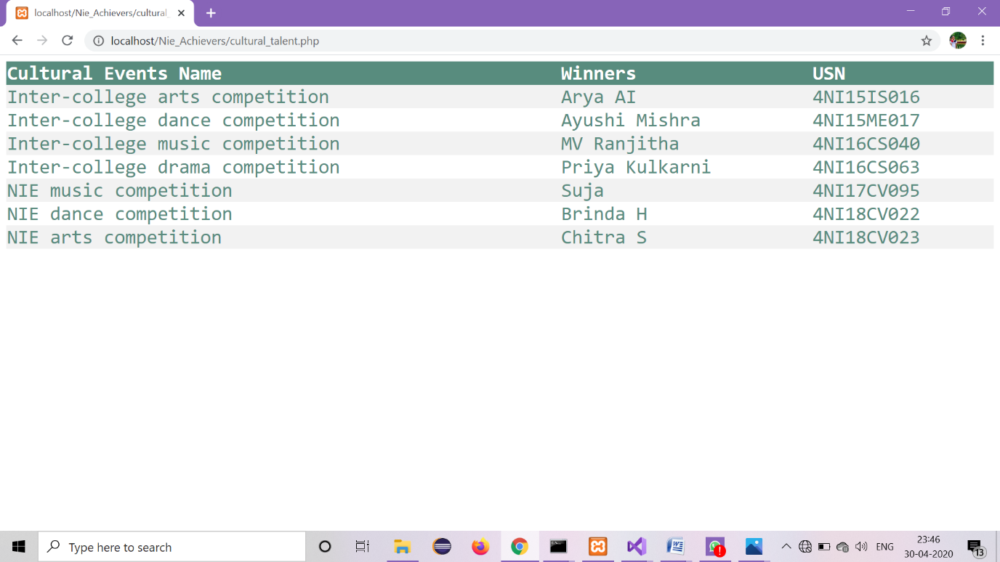 localhost/Nie_Achievers/cultural_
localhost/Nie_Achievers/cultural_talent.php
Cultural Events Name Winners USN
Inter-college arts competition Arya AI 4NI15IS016
Inter-college dance competition Ayushi Mishra 4NI15ME017
Inter-college music competition MV Ranjitha 4NI16CS040
Inter-college drama competition Priya Kulkarni 4NI16CS063
NIE music competition Suja 4NI17CV095
NIE dance competition Brinda H 4NI18CV022
NIE arts competition Chitra S 4NI18CV023
Type here to search
ENG
23:46
30-04-2020
13